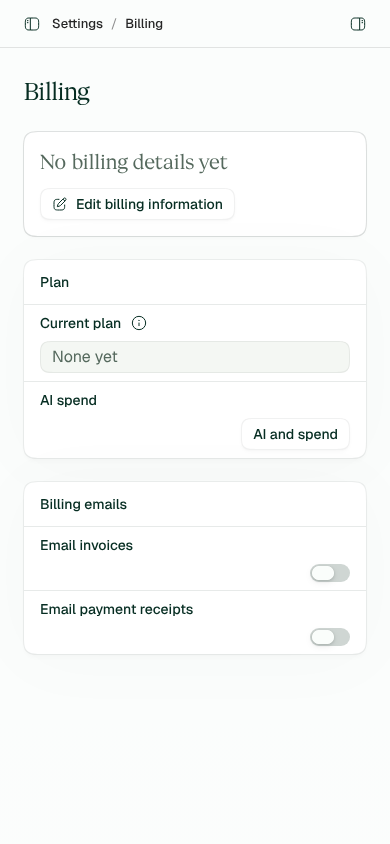 Settings / Billing
Billing
No billing details yet
Edit billing information
Plan
Current plan
None yet
AI spend
AI and spend
Billing emails
Email invoices
Email payment receipts